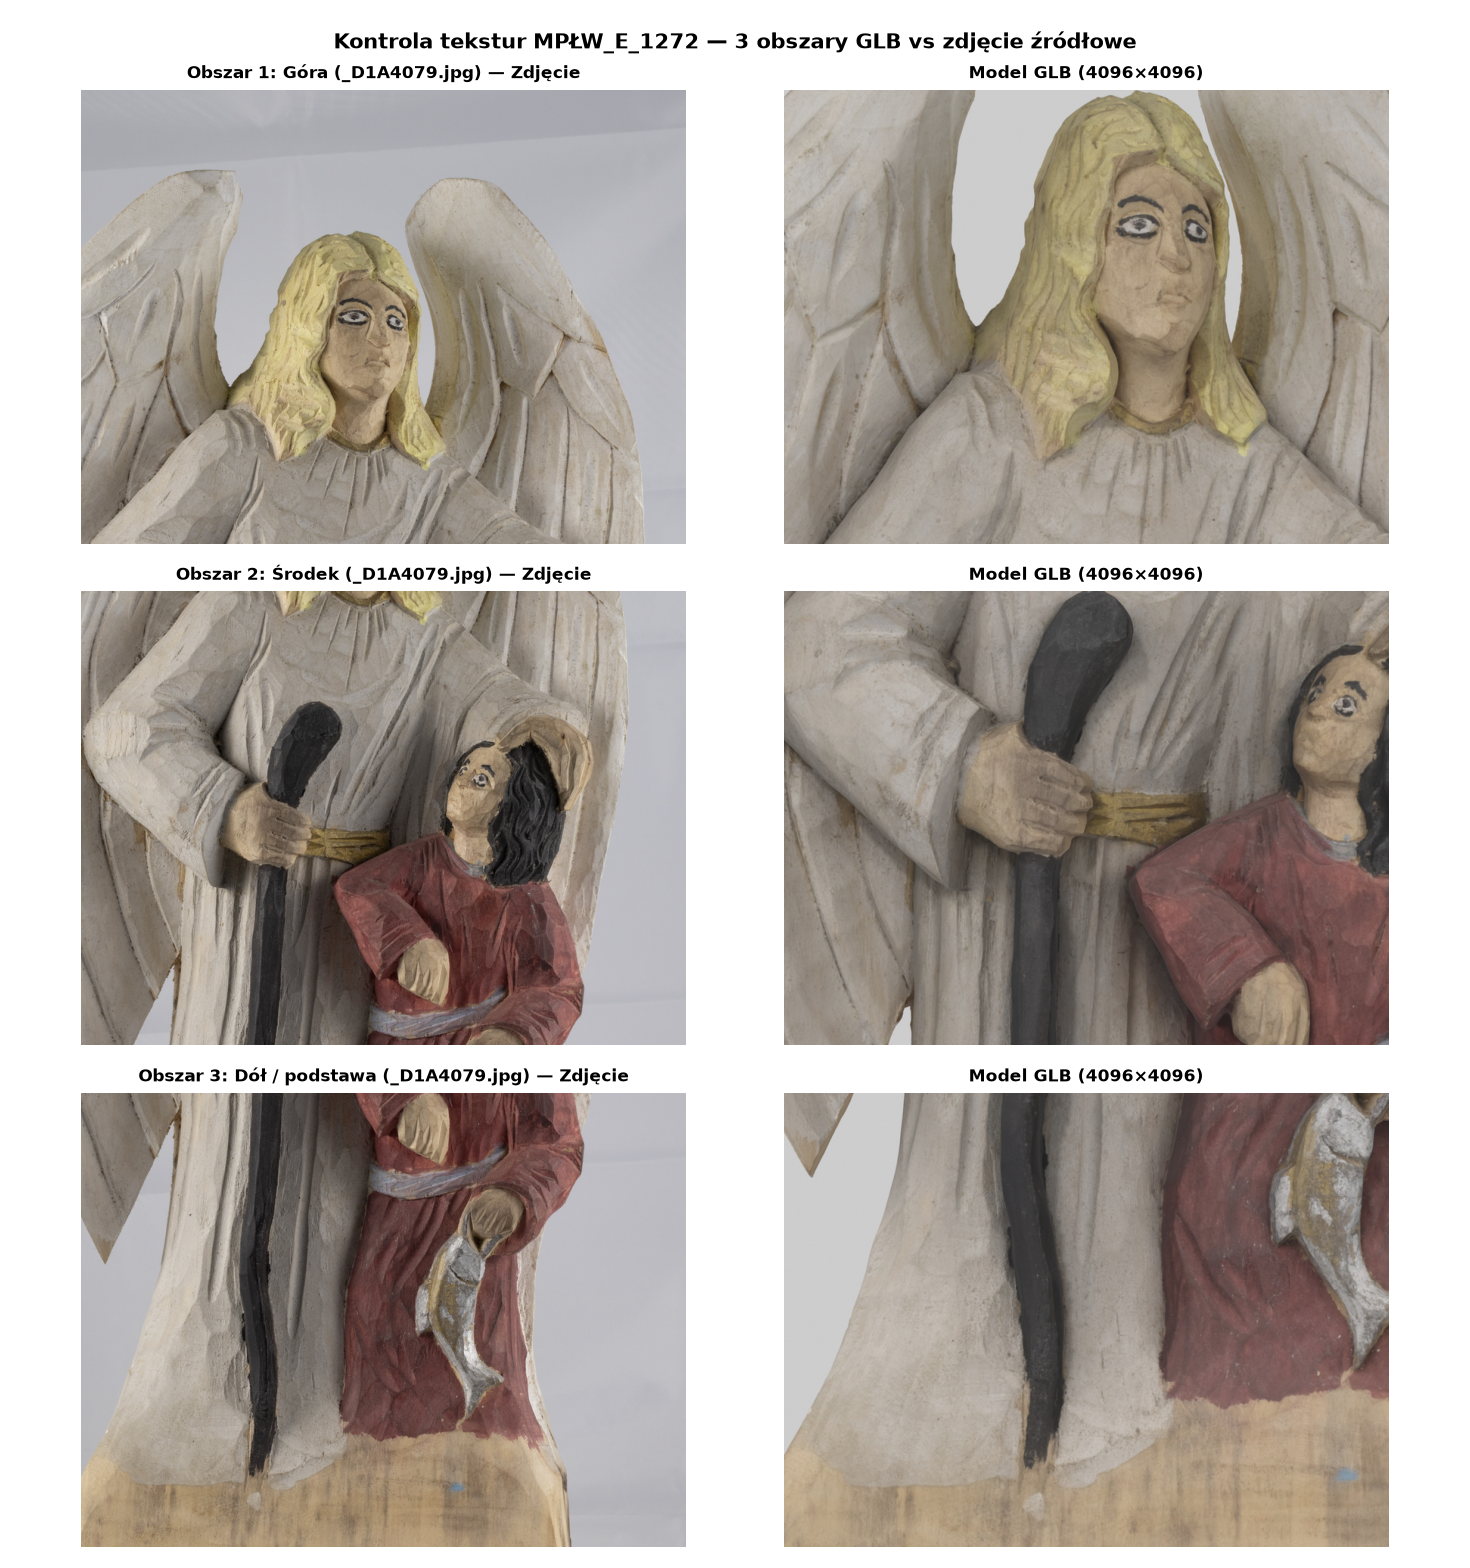 Kontrola tekstur MPŁW_E_1272 — 3 obszary GLB vs zdjęcie źródłowe
Obszar 1: Góra (_D1A4079.jpg) — Zdjęcie
Model GLB (4096×4096)
Obszar 2: Środek (_D1A4079.jpg) — Zdjęcie
Model GLB (4096×4096)
Obszar 3: Dół / podstawa (_D1A4079.jpg) — Zdjęcie
Model GLB (4096×4096)